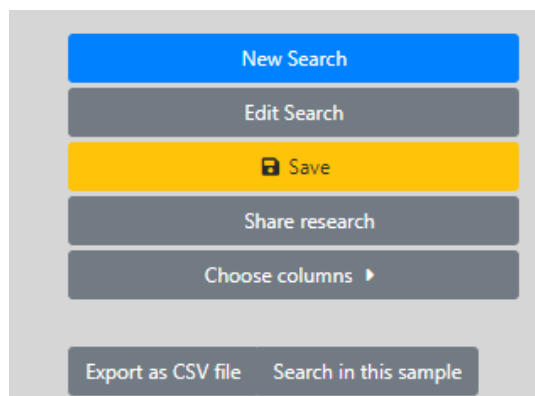 New Search
Edit Search
Save
Share research
Choose columns
Export as CSV file Search in this sample